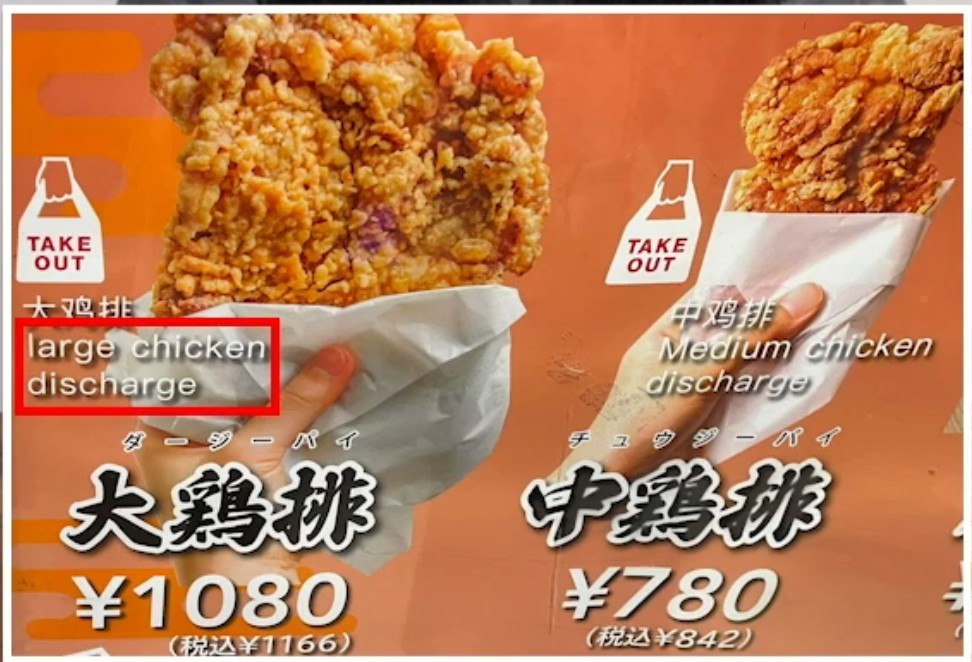 TAKE
OUT
大鸡排
large chicken
discharge
ダージーパイ
大鶏排
¥1080
(税込¥1166)
TAKE
OUT
中鸡排
Medium chicken
discharge
チュウジーパイ
中鶏排
¥780
(税込¥842)